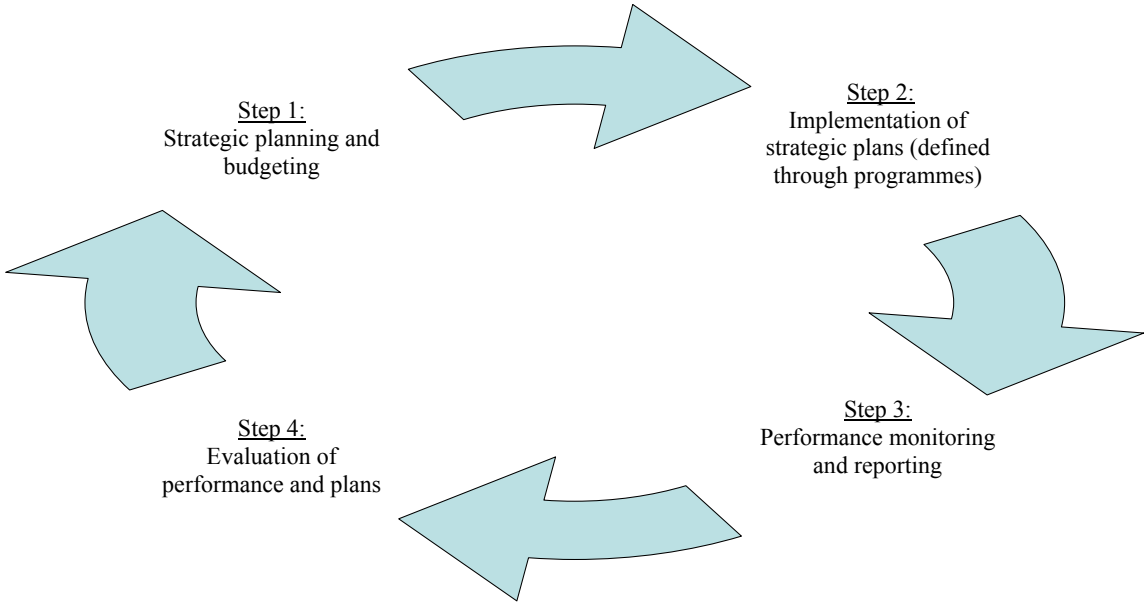 Step 1:
Strategic planning and
budgeting
Step 2:
Implementation of
strategic plans (defined
through programmes)
Step 3:
Performance monitoring
and reporting
Step 4:
Evaluation of
performance and plans